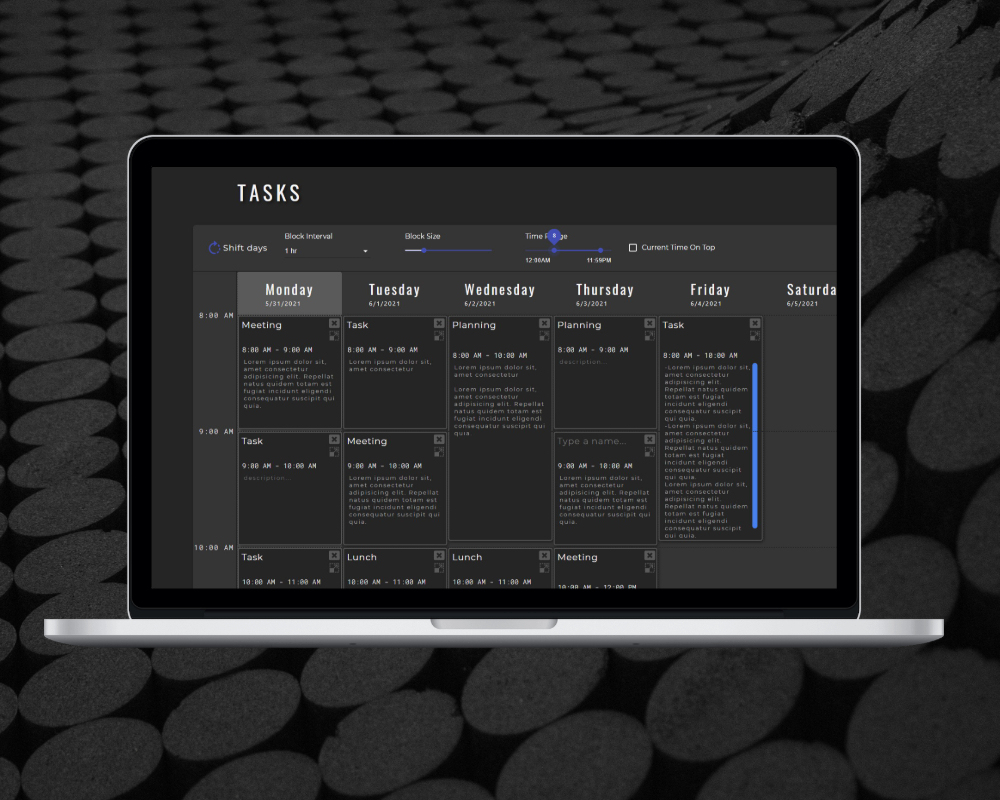 TASKS
Shift days
Block Interval
1 hr
Block Size
Time
ge
8
12:00AM
11:59PM
Current Time On Top
Monday
5/31/2021
Tuesday
6/1/2021
Wednesday
6/2/2021
Thursday
6/3/2021
Friday
6/4/2021
Saturda
6/5/2021
8:00 AM
Meeting
8:00 AM - 9:00 AM
Lorem ipsum dolor sit,
amet consectetur
adipisicing elit. Repellat
natus quidem totam est
fugiat incidunt eligendi
consequatur suscipit qui
quia.
Task
8:00 AM - 9:00 AM
Lorem ipsum dolor sit,
amet consectetur
Planning
8:00 AM - 10:00 AM
Lorem ipsum dolor sit,
amet consectetur
Lorem ipsum dolor sit,
amet consectetur
adipisicing elit. Repellat
natus quidem totam est
fugiat incidunt eligendi
consequatur suscipit qui
quia.
Planning
8:00 AM - 9:00 AM
description...
Task
8:00 AM - 10:00 AM
-Lorem ipsum dolor sit,
amet consectetur
adipisicing elit.
Repellat natus quidem
totam est fugiat
incidunt eligendi
consequatur suscipit
qui quia.
-Lorem ipsum dolor sit,
amet consectetur
adipisicing elit.
Repellat natus quidem
totam est fugiat
incidunt eligendi
consequatur suscipit
qui quia.
Lorem ipsum dolor sit,
amet consectetur
adipisicing elit.
Repellat natus quidem
totam est fugiat
incidunt eligendi
consequatur suscipit
qui quia.
9:00 AM
Task
9:00 AM - 10:00 AM
description...
Meeting
9:00 AM - 10:00 AM
Lorem ipsum dolor sit,
amet consectetur
adipisicing elit. Repellat
natus quidem totam est
fugiat incidunt eligendi
consequatur suscipit qui
quia.
Type a name...
9:00 AM - 10:00 AM
Lorem ipsum dolor sit,
amet consectetur
adipisicing elit. Repellat
natus quidem totam est
fugiat incidunt eligendi
consequatur suscipit qui
quia.
10:00 AM
Task
10:00 AM - 11:00 AM
Lunch
10:00 AM - 11:00 AM
Lunch
10:00 AM - 11:00 AM
Meeting
10:00 AM - 12:00 PM